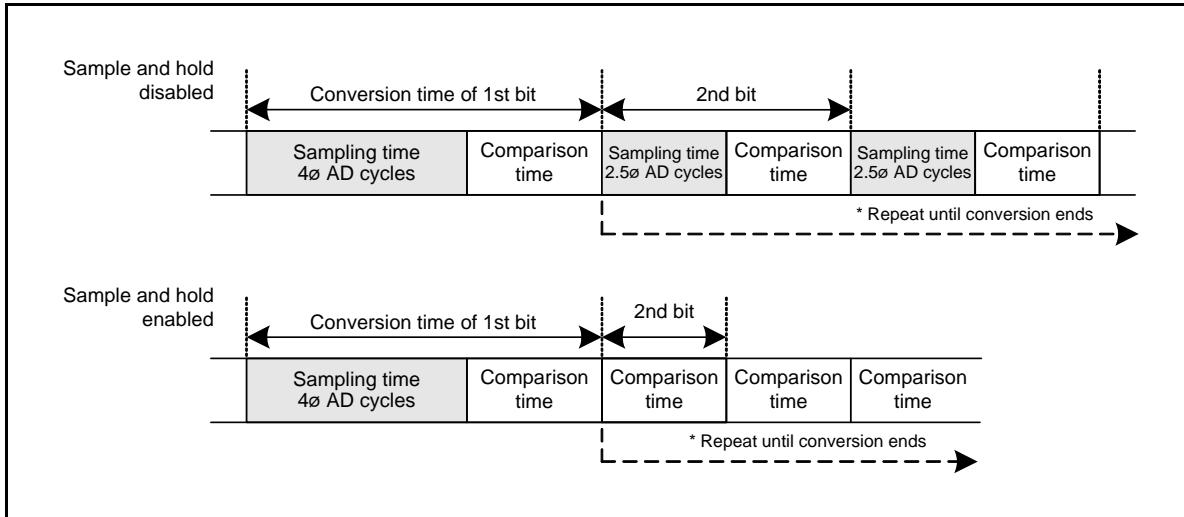 Sample and hold
disabled
Conversion time of 1st bit
2nd bit
Sampling time
4ø AD cycles
Comparison
time
Sampling time
2.5ø AD cycles
Comparison
time
Sampling time
2.5ø AD cycles
Comparison
time
* Repeat until conversion ends
Sample and hold
enabled
Conversion time of 1st bit
2nd bit
Sampling time
4ø AD cycles
Comparison
time
Comparison
time
Comparison
time
Comparison
time
* Repeat until conversion ends